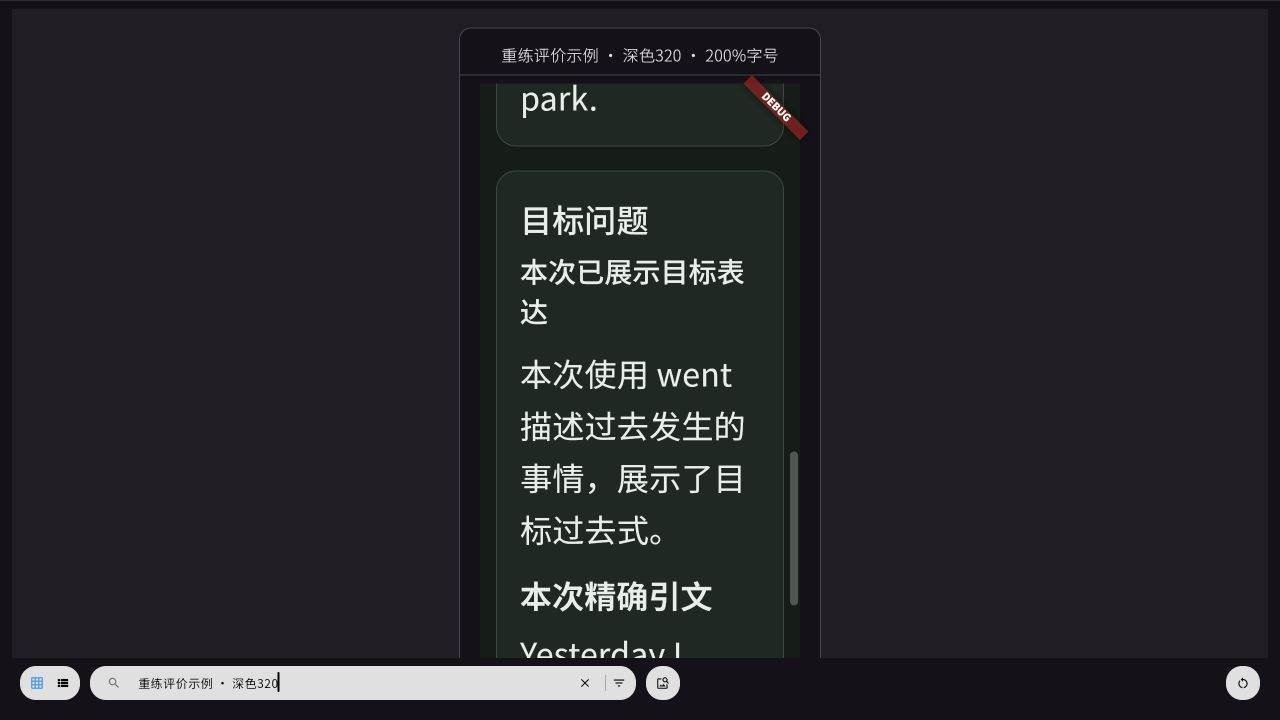 重练评价示例 · 深色320 · 200%字号
DEBUG
park.
目标问题
本次已展示目标表
达
本次使用 went
描述过去发生的
事情，展示了目
标过去式。
本次精确引文
Yesterday I
重练评价示例 · 深色320